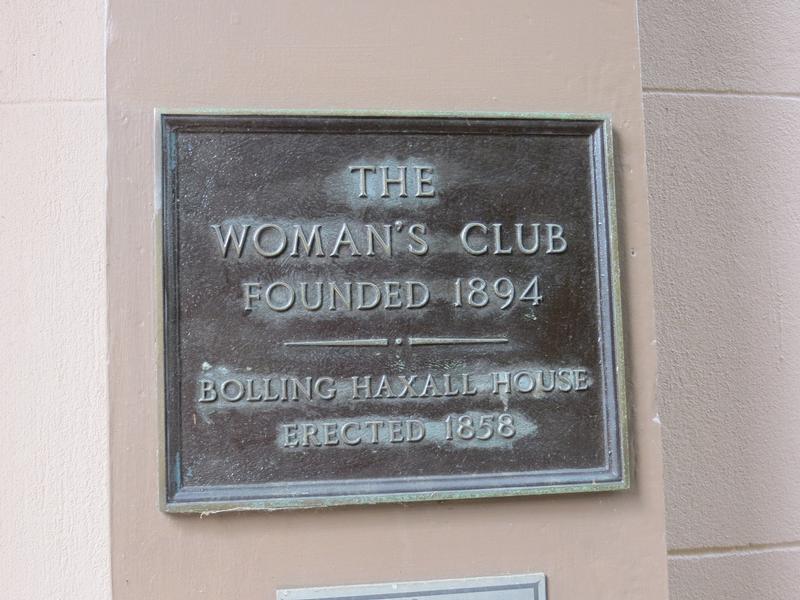 THE
WOMAN'S CLUB
FOUNDED 1894
BOLLING HAXALL HOUSE
ERECTED 1858